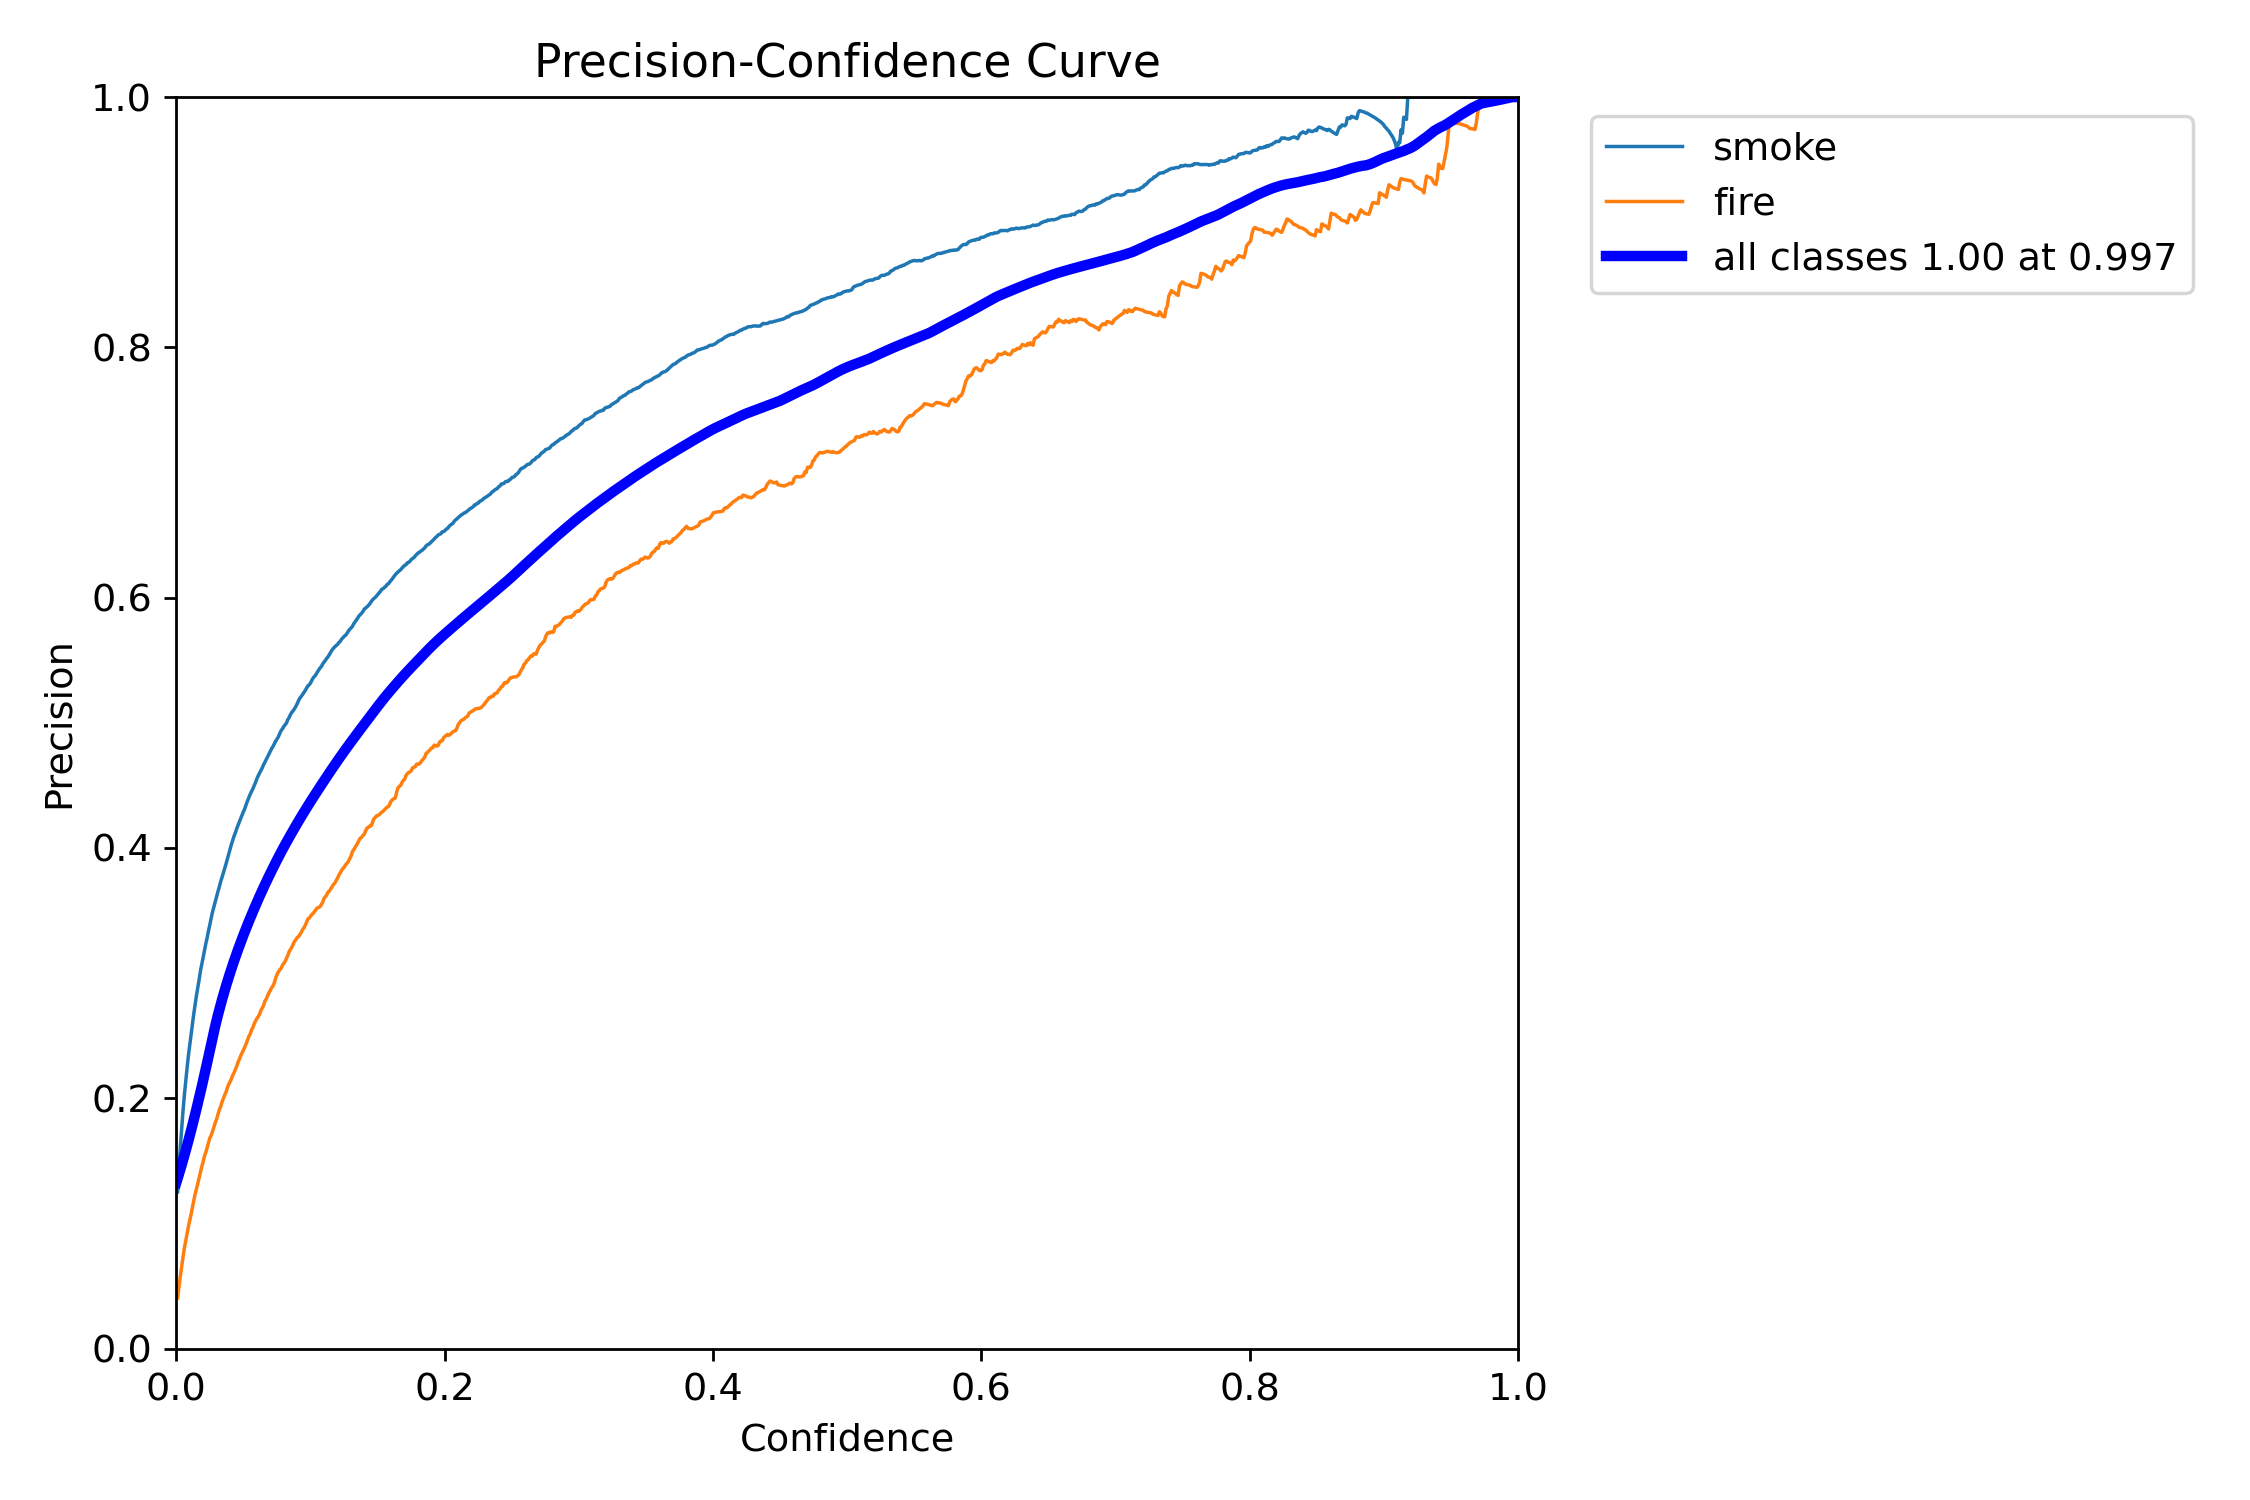 Precision-Confidence Curve
1.0
0.8
0.6
0.4
0.2
0.0
Precision
0.0 0.2 0.4 0.6 0.8 1.0
Confidence
smoke
fire
all classes 1.00 at 0.997